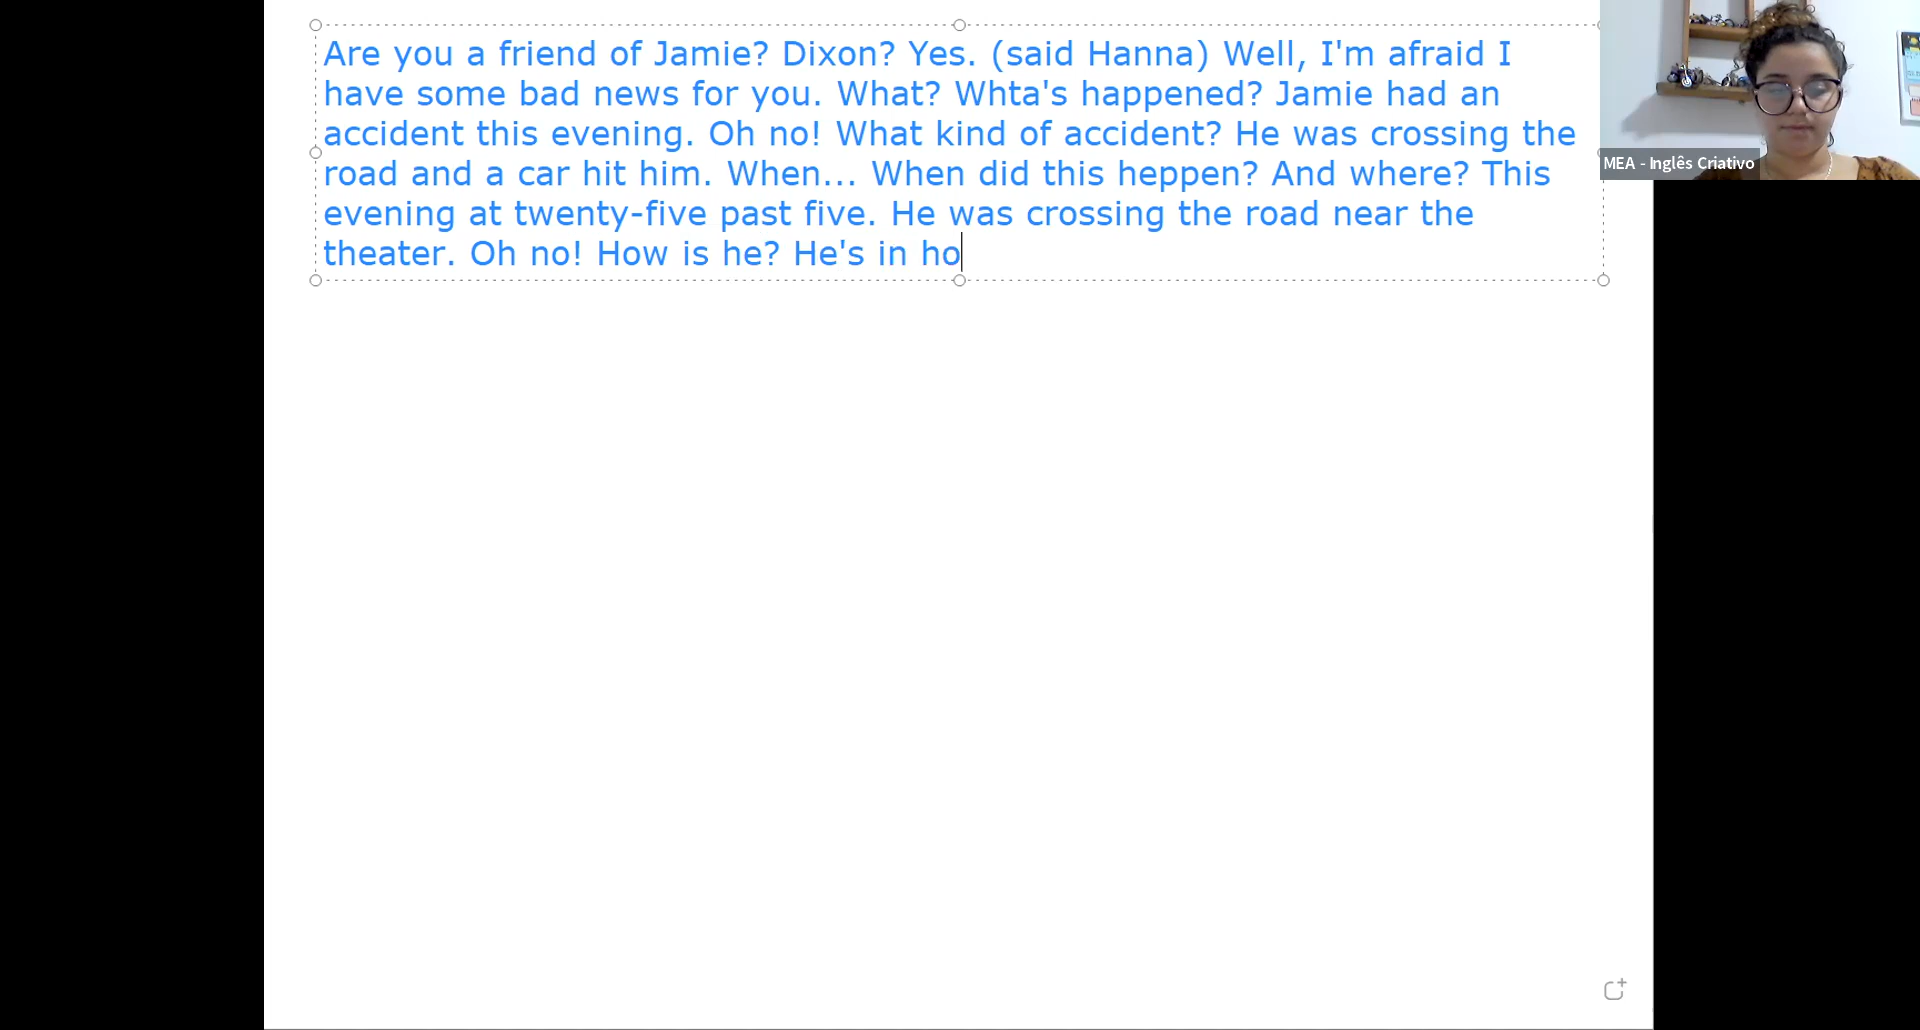 Are you a friend of Jamie? Dixon? Yes. (said Hanna) Well, I'm afraid I
have some bad news for you. What? Whta's happened? Jamie had an
accident this evening. Oh no! What kind of accident? He was crossing the
road and a car hit him. When... When did this heppen? And where? This
evening at twenty-five past five. He was crossing the road near the
theater. Oh no! How is he? He's in ho
MEA - Inglês Criativo